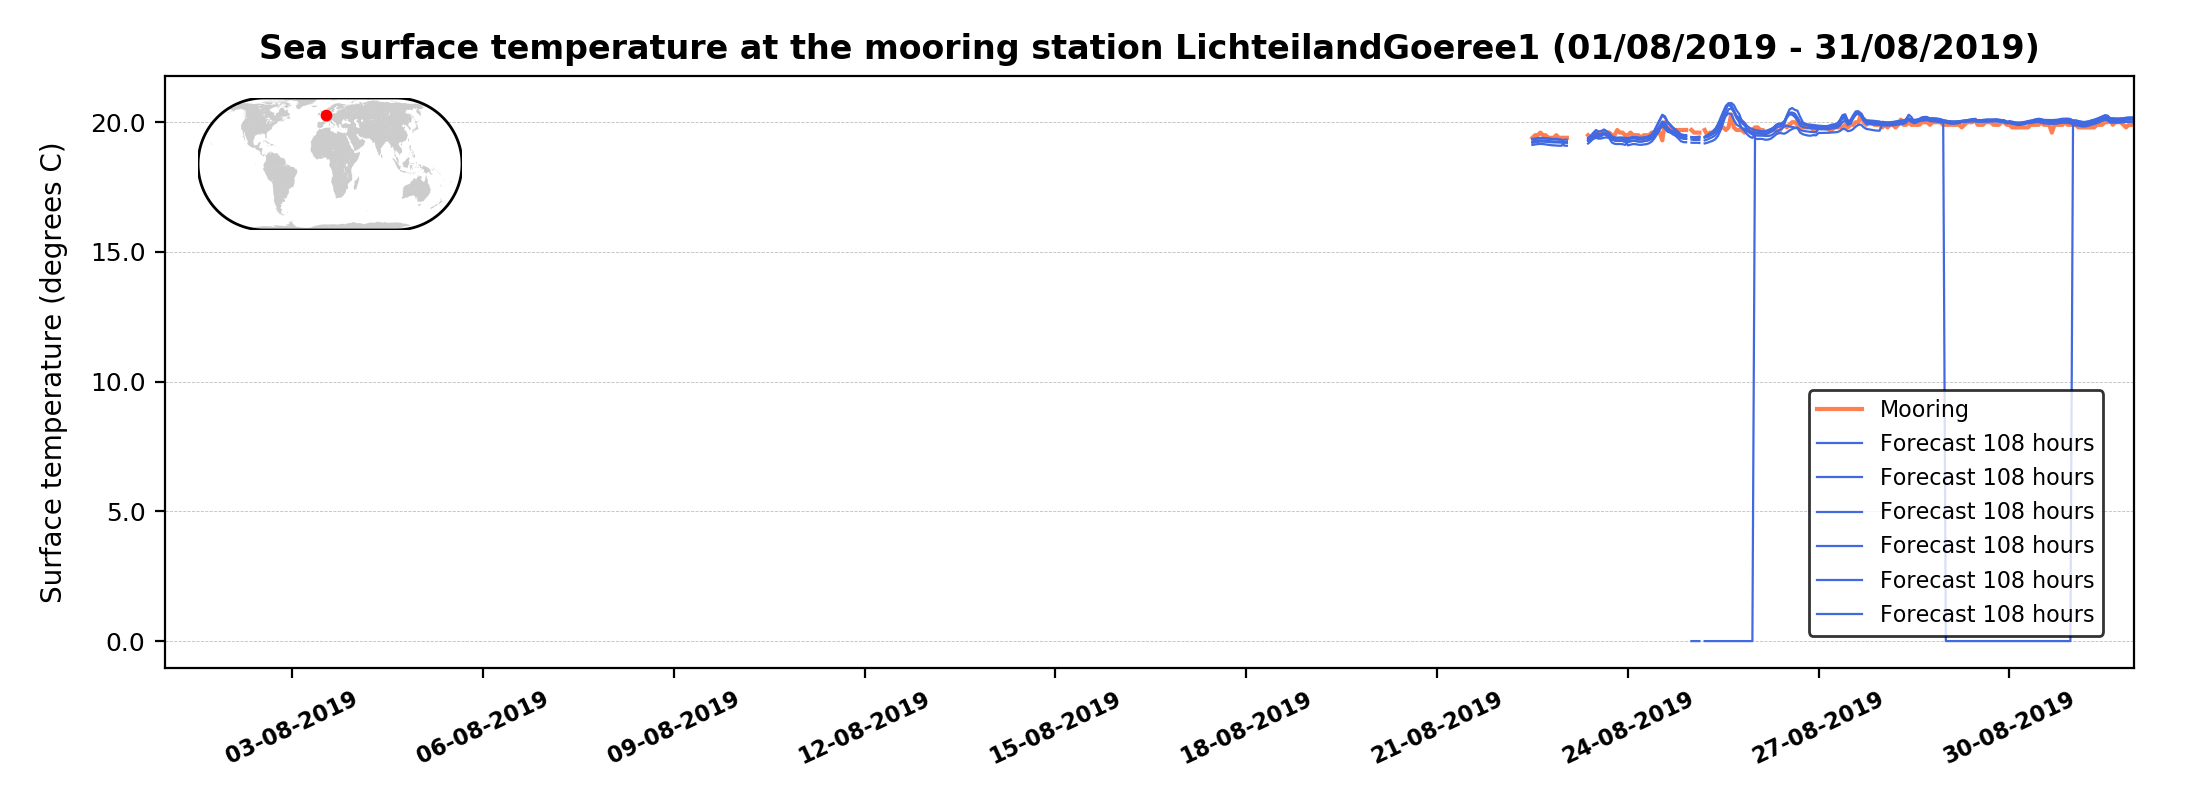 Sea surface temperature at the mooring station LichteilandGoeree1 (01/08/2019 - 31/08/2019)
Surface temperature (degrees C)
20.0
15.0
10.0
5.0
0.0
Mooring
Forecast 108 hours
Forecast 108 hours
Forecast 108 hours
Forecast 108 hours
Forecast 108 hours
Forecast 108 hours
03-08-2019
06-08-2019
09-08-2019
12-08-2019
15-08-2019
18-08-2019
21-08-2019
24-08-2019
27-08-2019
30-08-2019